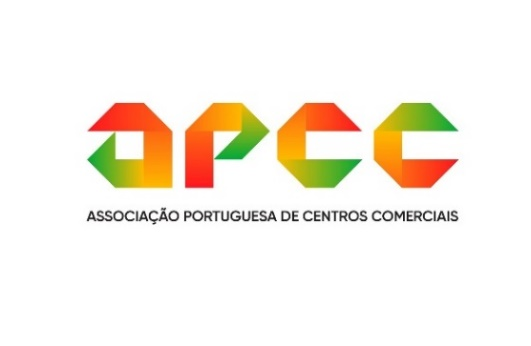 apcc
ASSOCIAÇÃO PORTUGUESA DE CENTROS COMERCIAIS